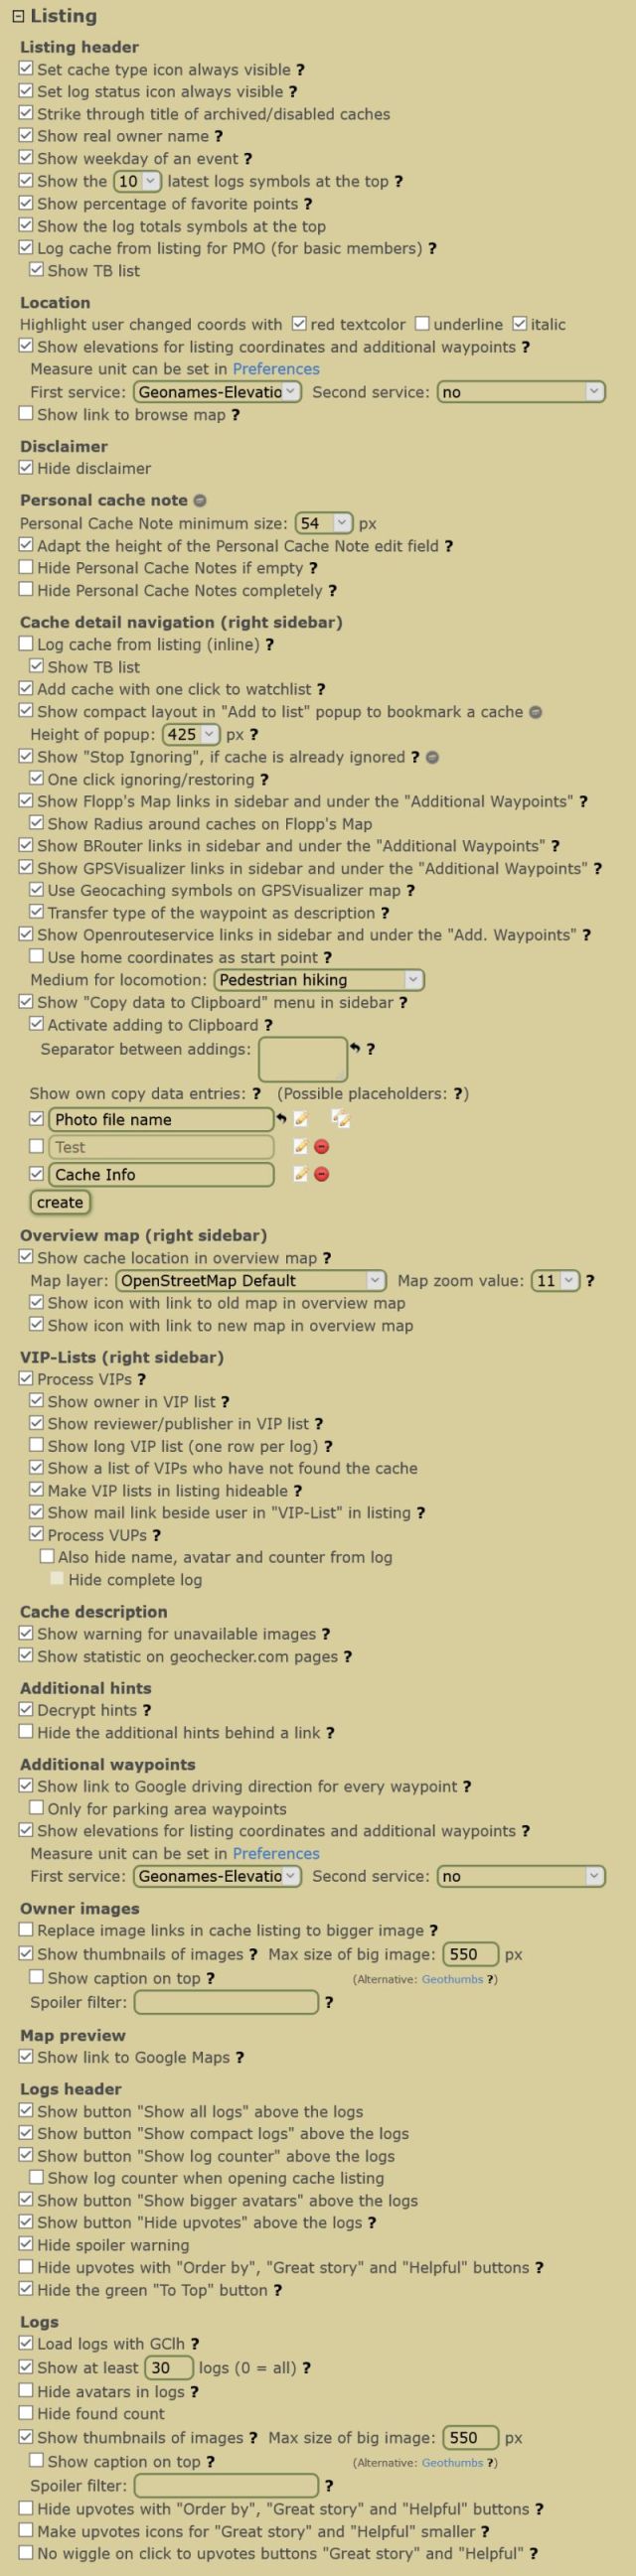 Listing
Listing header
Set cache type icon always visible ?
Set log status icon always visible ?
Strike through title of archived/disabled caches
Show real owner name ?
Show weekday of an event ?
Show the 10 latest logs symbols at the top ?
Show percentage of favorite points ?
Show the log totals symbols at the top
Log cache from listing for PMO (for basic members) ?
Show TB list
Location
Highlight user changed coords with red textcolor underline italic
Show elevations for listing coordinates and additional waypoints ?
Measure unit can be set in Preferences
First service: Geonames-Elevatio Second service: no
Show link to browse map ?
Disclaimer
Hide disclaimer
Personal cache note
Personal Cache Note minimum size: 54 px
Adapt the height of the Personal Cache Note edit field ?
Hide Personal Cache Notes if empty ?
Hide Personal Cache Notes completely ?
Cache detail navigation (right sidebar)
Log cache from listing (inline) ?
Show TB list
Add cache with one click to watchlist ?
Show compact layout in "Add to list" popup to bookmark a cache
Height of popup: 425 px ?
Show "Stop Ignoring", if cache is already ignored ?
One click ignoring/restoring ?
Show Flopp's Map links in sidebar and under the "Additional Waypoints" ?
Show Radius around caches on Flopp's Map
Show BRouter links in sidebar and under the "Additional Waypoints" ?
Show GPSVisualizer links in sidebar and under the "Additional Waypoints" ?
Use Geocaching symbols on GPSVisualizer map ?
Transfer type of the waypoint as description ?
Show Openrouteservice links in sidebar and under the "Add. Waypoints" ?
Use home coordinates as start point ?
Medium for locomotion: Pedestrian hiking
Show "Copy data to Clipboard" menu in sidebar ?
Activate adding to Clipboard ?
Separator between addings: ?
Show own copy data entries: ? (Possible placeholders: ?)
Photo file name
Test
Cache Info
create
Overview map (right sidebar)
Show cache location in overview map ?
Map layer: OpenStreetMap Default Map zoom value: 11 ?
Show icon with link to old map in overview map
Show icon with link to new map in overview map
VIP-Lists (right sidebar)
Process VIPs ?
Show owner in VIP list ?
Show reviewer/publisher in VIP list ?
Show long VIP list (one row per log) ?
Show a list of VIPs who have not found the cache
Make VIP lists in listing hideable ?
Show mail link beside user in "VIP-List" in listing ?
Process VUPs ?
Also hide name, avatar and counter from log
Hide complete log
Cache description
Show warning for unavailable images ?
Show statistic on geochecker.com pages ?
Additional hints
Decrypt hints ?
Hide the additional hints behind a link ?
Additional waypoints
Show link to Google driving direction for every waypoint ?
Only for parking area waypoints
Show elevations for listing coordinates and additional waypoints ?
Measure unit can be set in Preferences
First service: Geonames-Elevatio Second service: no
Owner images
Replace image links in cache listing to bigger image ?
Show thumbnails of images ? Max size of big image: 550 px
Show caption on top ? (Alternative: Geothumbs ?)
Spoiler filter: ?
Map preview
Show link to Google Maps ?
Logs header
Show button "Show all logs" above the logs
Show button "Show compact logs" above the logs
Show button "Show log counter" above the logs
Show log counter when opening cache listing
Show button "Show bigger avatars" above the logs
Show button "Hide upvotes" above the logs ?
Hide spoiler warning
Hide upvotes with "Order by", "Great story" and "Helpful" buttons ?
Hide the green "To Top" button ?
Logs
Load logs with GClh ?
Show at least 30 logs (0 = all) ?
Hide avatars in logs ?
Hide found count
Show thumbnails of images ? Max size of big image: 550 px
Show caption on top ? (Alternative: Geothumbs ?)
Spoiler filter: ?
Hide upvotes with "Order by", "Great story" and "Helpful" buttons ?
Make upvotes icons for "Great story" and "Helpful" smaller ?
No wiggle on click to upvotes buttons "Great story" and "Helpful" ?